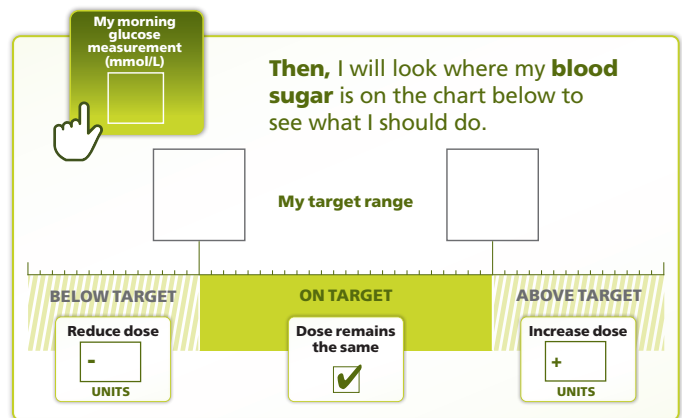 My morning
glucose
measurement
(mmol/L)
Then, I will look where my blood
sugar is on the chart below to
see what I should do.
My target range
BELOW TARGET
ON TARGET
ABOVE TARGET
Reduce dose
-
UNITS
Dose remains
the same
Increase dose
+
UNITS